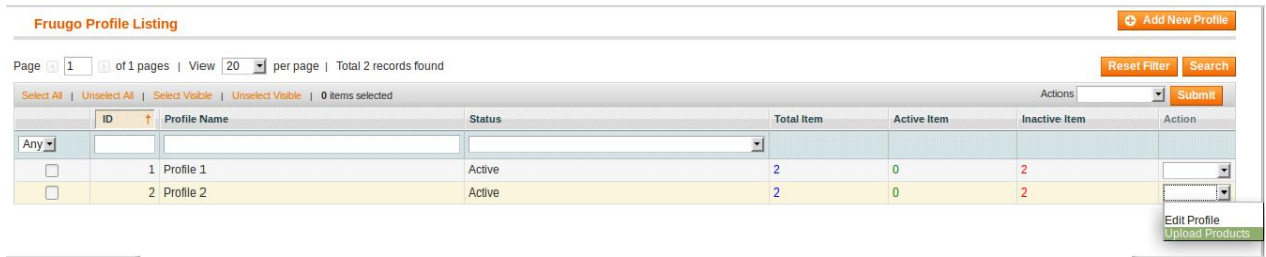 Fruugo Profile Listing
Add New Profile
Page 1 of 1 pages | View 20 per page | Total 2 records found
Reset Filter Search
Select All | Unselect All | Select Visible | Unselect Visible | 0 items selected
Actions Submit
ID ↑ Profile Name Status Total Item Active Item Inactive Item Action
Any
1 Profile 1 Active 2 0 2
2 Profile 2 Active 2 0 2
Edit Profile
Upload Products